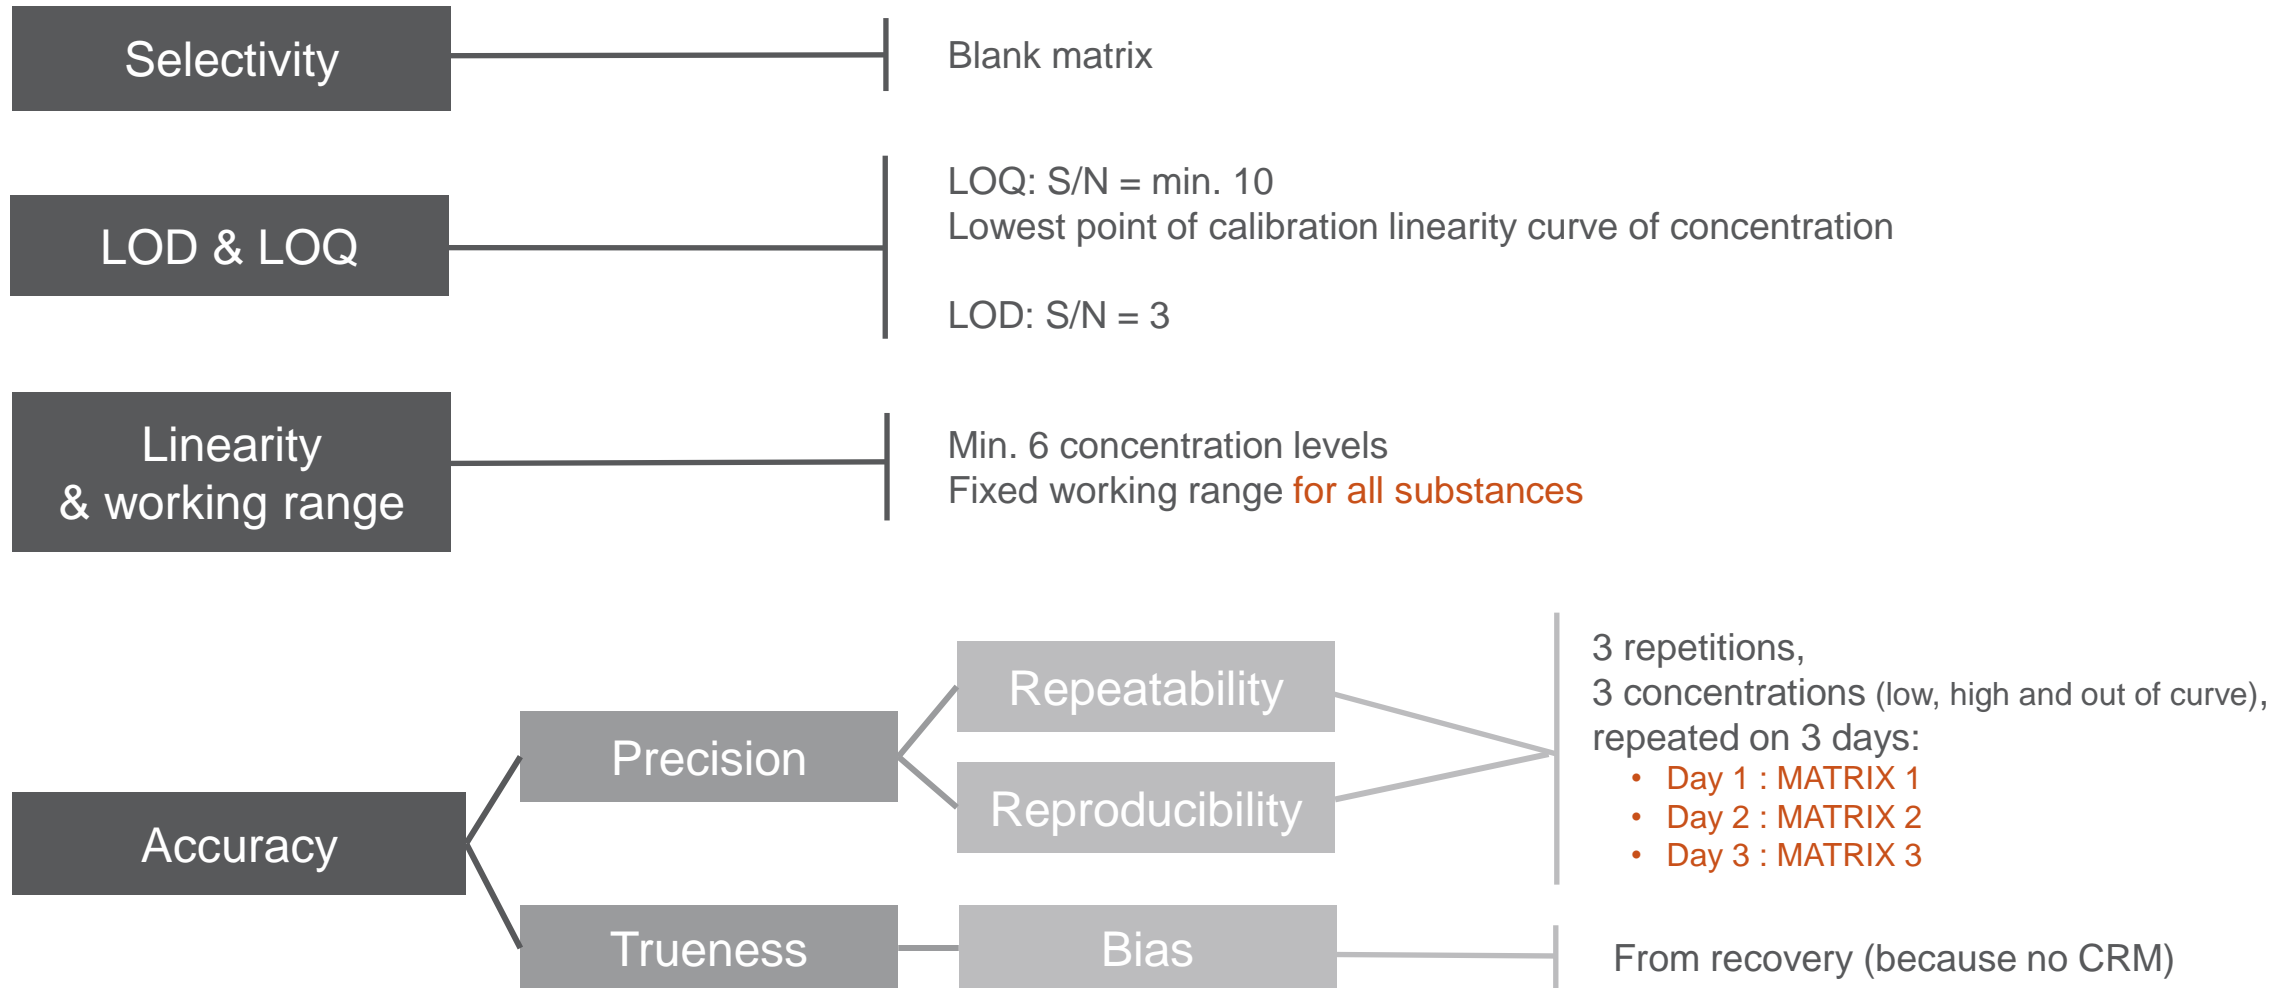 Selectivity
Blank matrix
LOD & LOQ
LOQ: S/N = min. 10
Lowest point of calibration linearity curve of concentration
LOD: S/N = 3
Linearity
& working range
Min. 6 concentration levels
Fixed working range for all substances
Accuracy
Precision
Repeatability
Reproducibility
3 repetitions,
3 concentrations (low, high and out of curve),
repeated on 3 days:
• Day 1 : MATRIX 1
• Day 2 : MATRIX 2
• Day 3 : MATRIX 3
Trueness
Bias
From recovery (because no CRM)